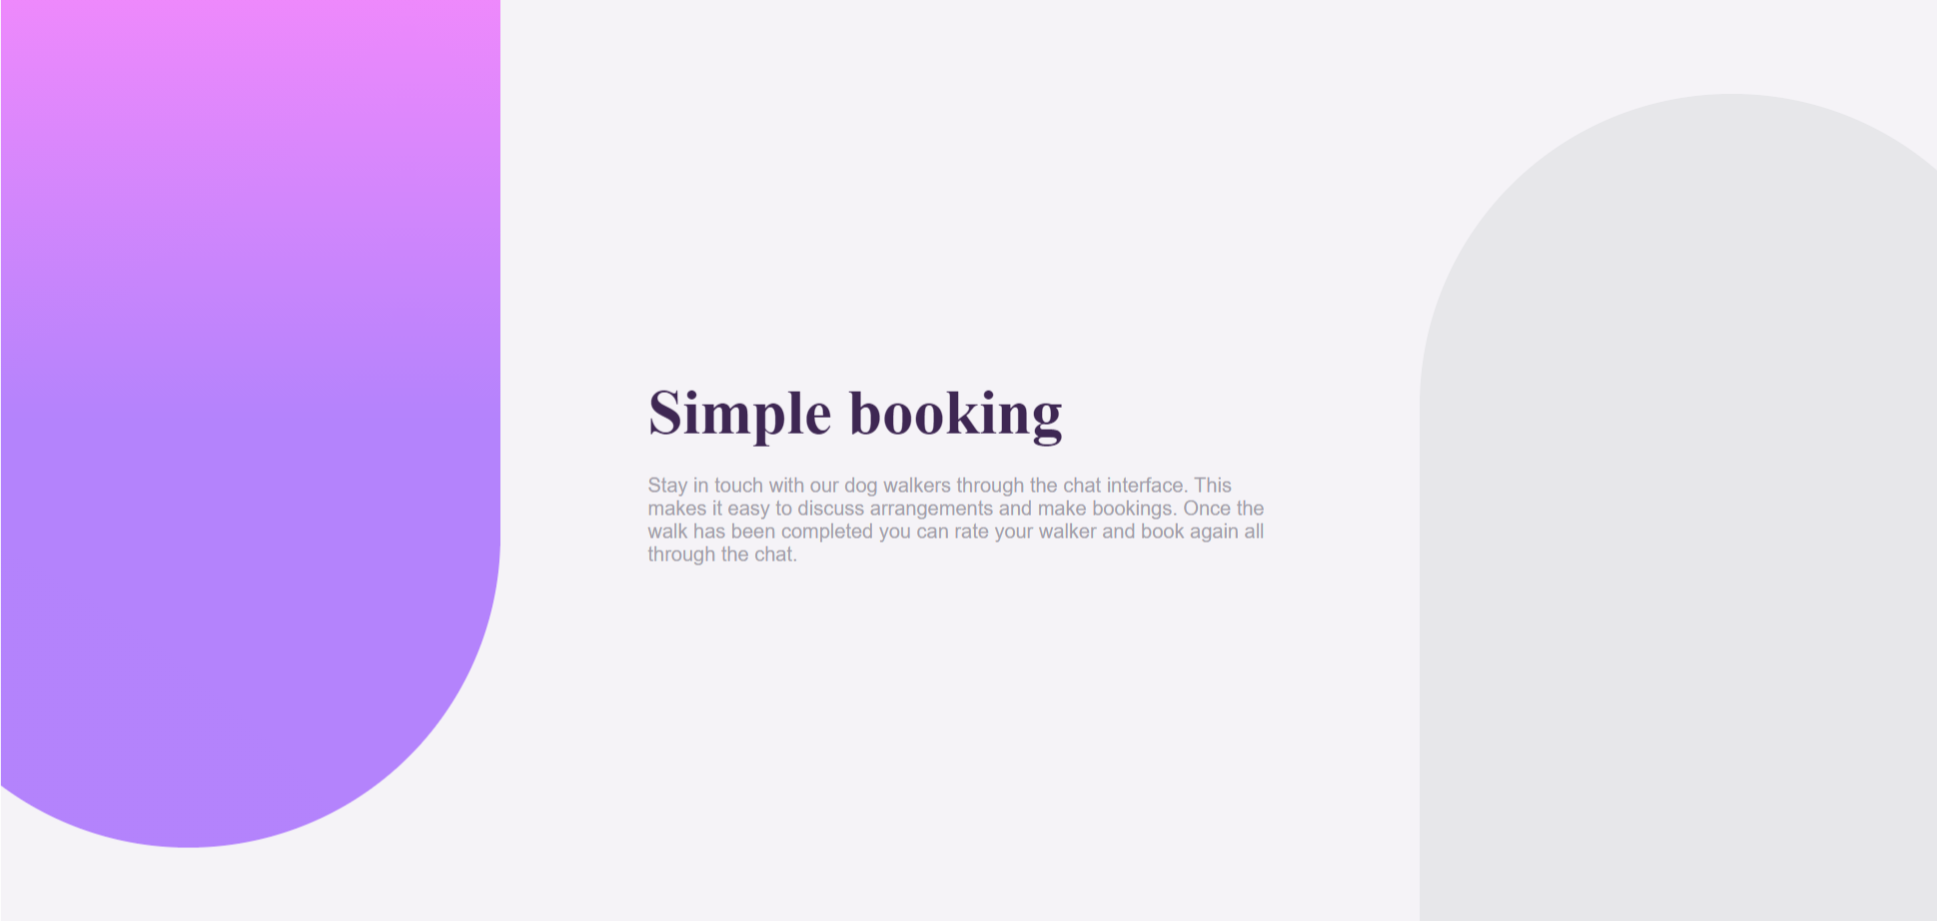 Simple booking
Stay in touch with our dog walkers through the chat interface. This
makes it easy to discuss arrangements and make bookings. Once the
walk has been completed you can rate your walker and book again all
through the chat.